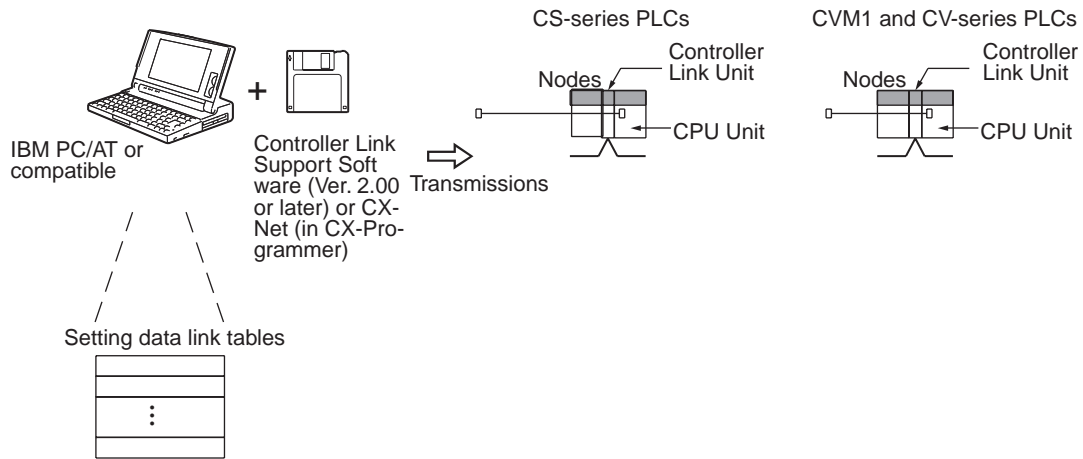 CS-series PLCs
CVM1 and CV-series PLCs
Controller
Link Unit
Nodes
CPU Unit
Controller
Link Unit
Nodes
CPU Unit
+
IBM PC/AT or
compatible
Controller Link
Support Soft
ware (Ver. 2.00
or later) or CX-
Net (in CX-Pro-
grammer)
Transmissions
Setting data link tables